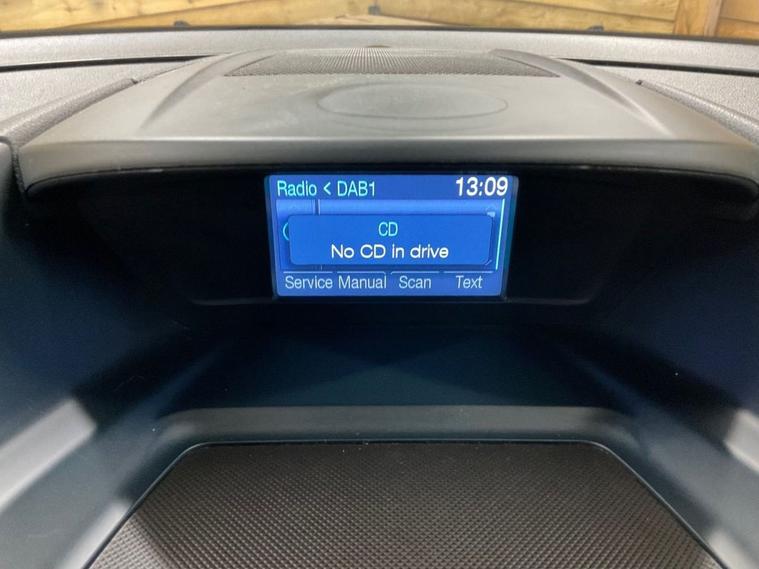 Radio < DAB1 13:09
CD
No CD in drive
Service Manual Scan Text